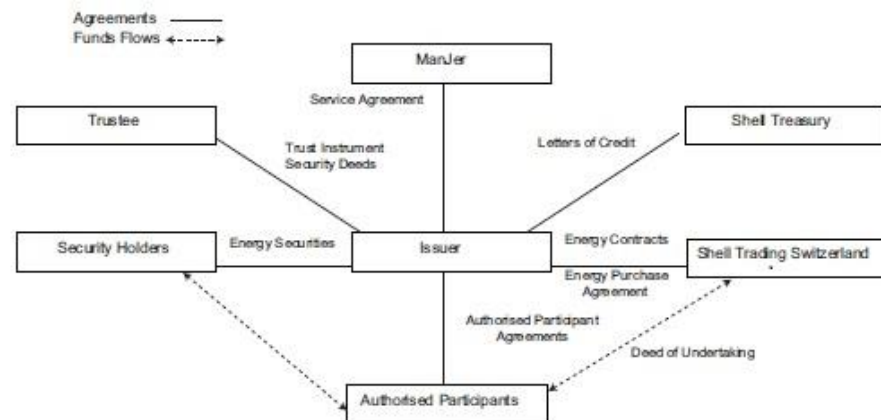 Agreements
Funds Flows
ManJer
Service Agreement
Trustee
Shell Treasury
Trust Instrument
Security Deeds
Letters of Credit
Security Holders
Energy Securities
Issuer
Energy Contracts
Shell Trading Switzerland
Energy Purchase
Agreement
Authorised Participant
Agreements
Deed of Undertaking
Authorised Participants